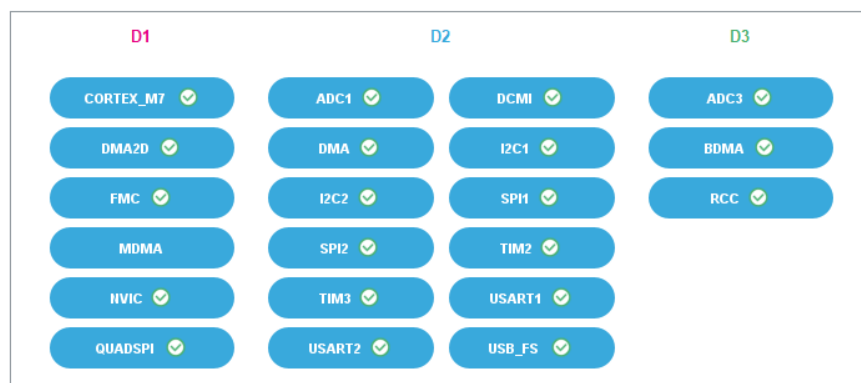 D1 D2 D3
CORTEX_M7 ADC1 DCMI ADC3
DMA2D DMA I2C1 BDMA
FMC I2C2 SPI1 RCC
MDMA SPI2 TIM2
NVIC TIM3 USART1
QUADSPI USART2 USB_FS